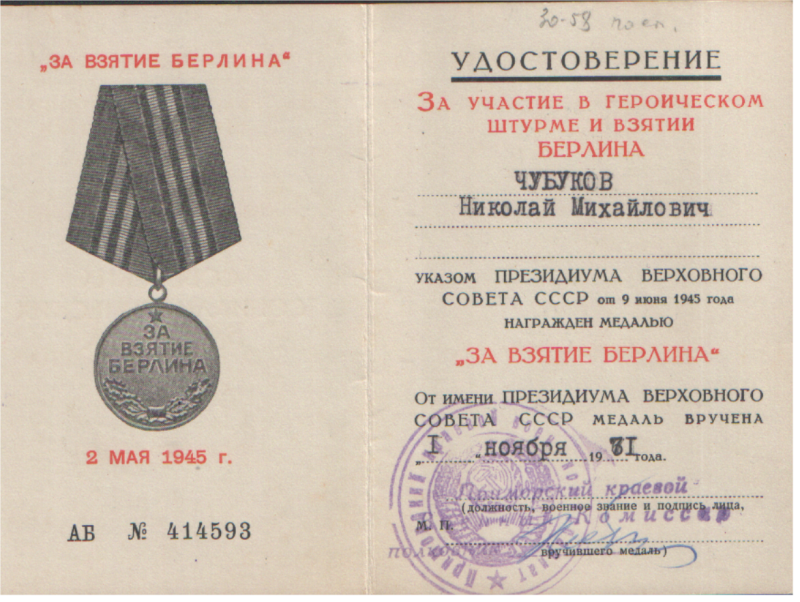 „ЗА ВЗЯТИЕ БЕРЛИНА“
ЗА
ВЗЯТИЕ
БЕРЛИНА
2 МАЯ 1945 г.
АБ № 414593
УДОСТОВЕРЕНИЕ
ЗА УЧАСТИЕ В ГЕРОИЧЕСКОМ
ШТУРМЕ И ВЗЯТИИ
БЕРЛИНА
ЧУБУКОВ
Николай Михайлович
УКАЗОМ ПРЕЗИДИУМА ВЕРХОВНОГО
СОВЕТА СССР от 9 июня 1945 года
НАГРАЖДЕН МЕДАЛЬЮ
„ЗА ВЗЯТИЕ БЕРЛИНА“
От имени ПРЕЗИДИУМА ВЕРХОВНОГО
СОВЕТА СССР МЕДАЛЬ ВРУЧЕНА
„I“ ноября 19 года.
Приморский краевой
(должность, военное звание и подпись лица,
М. П. Комиссар
вручившего медаль)